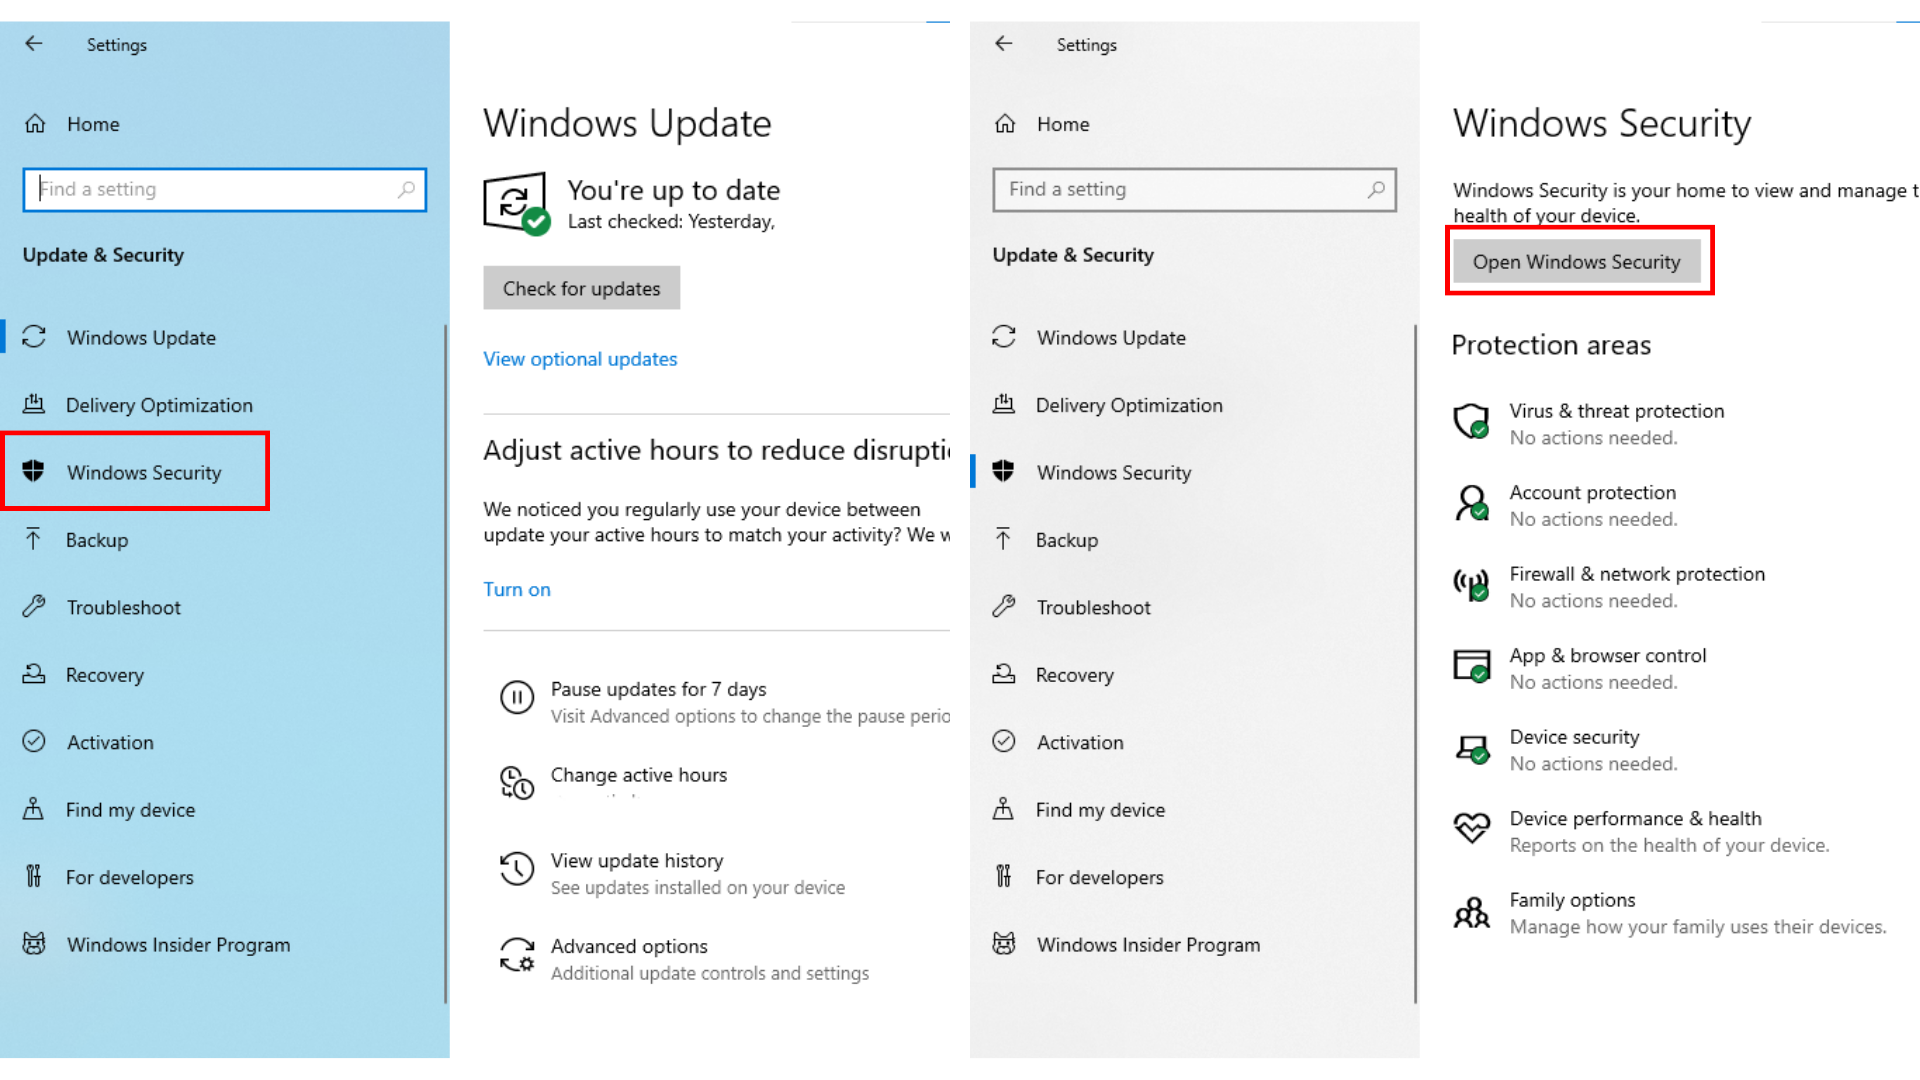 Settings
Home
Find a setting
Update & Security
Windows Update
Delivery Optimization
Windows Security
Backup
Troubleshoot
Recovery
Activation
Find my device
For developers
Windows Insider Program
Windows Update
You're up to date
Last checked: Yesterday,
Check for updates
View optional updates
Adjust active hours to reduce disrupti
We noticed you regularly use your device between
update your active hours to match your activity? We w
Turn on
Pause updates for 7 days
Visit Advanced options to change the pause perio
Change active hours
View update history
See updates installed on your device
Advanced options
Additional update controls and settings
Settings
Home
Find a setting
Update & Security
Windows Update
Delivery Optimization
Windows Security
Backup
Troubleshoot
Recovery
Activation
Find my device
For developers
Windows Insider Program
Windows Security
Windows Security is your home to view and manage t
health of your device.
Open Windows Security
Protection areas
Virus & threat protection
No actions needed.
Account protection
No actions needed.
Firewall & network protection
No actions needed.
App & browser control
No actions needed.
Device security
No actions needed.
Device performance & health
Reports on the health of your device.
Family options
Manage how your family uses their devices.